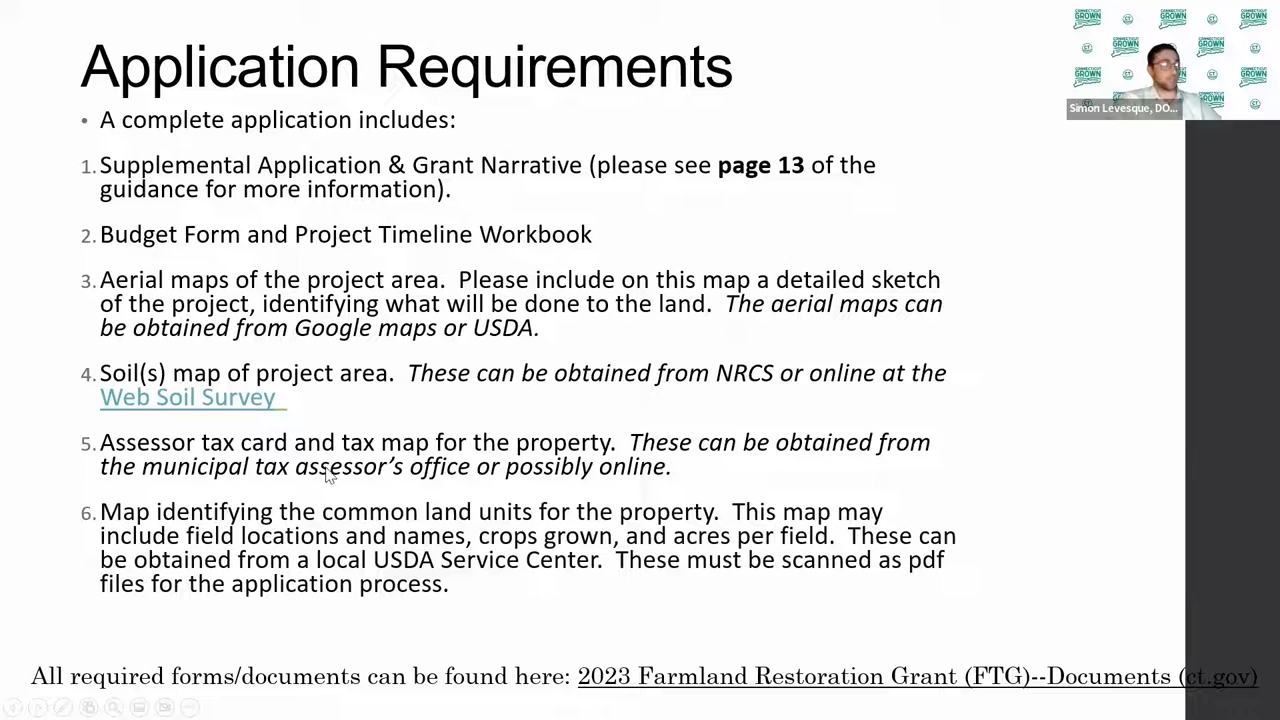 Application Requirements
• A complete application includes:
1. Supplemental Application & Grant Narrative (please see page 13 of the
guidance for more information).
2. Budget Form and Project Timeline Workbook
3. Aerial maps of the project area.  Please include on this map a detailed sketch
of the project, identifying what will be done to the land.  The aerial maps can
be obtained from Google maps or USDA.
4. Soil(s) map of project area.  These can be obtained from NRCS or online at the
Web Soil Survey
5. Assessor tax card and tax map for the property.  These can be obtained from
the municipal tax assessor’s office or possibly online.
6. Map identifying the common land units for the property.  This map may
include field locations and names, crops grown, and acres per field.  These can
be obtained from a local USDA Service Center.  These must be scanned as pdf
files for the application process.
All required forms/documents can be found here: 2023 Farmland Restoration Grant (FTG)--Documents (ct.gov)
CONNECTICUT GROWN
Simon Levesque, DO...